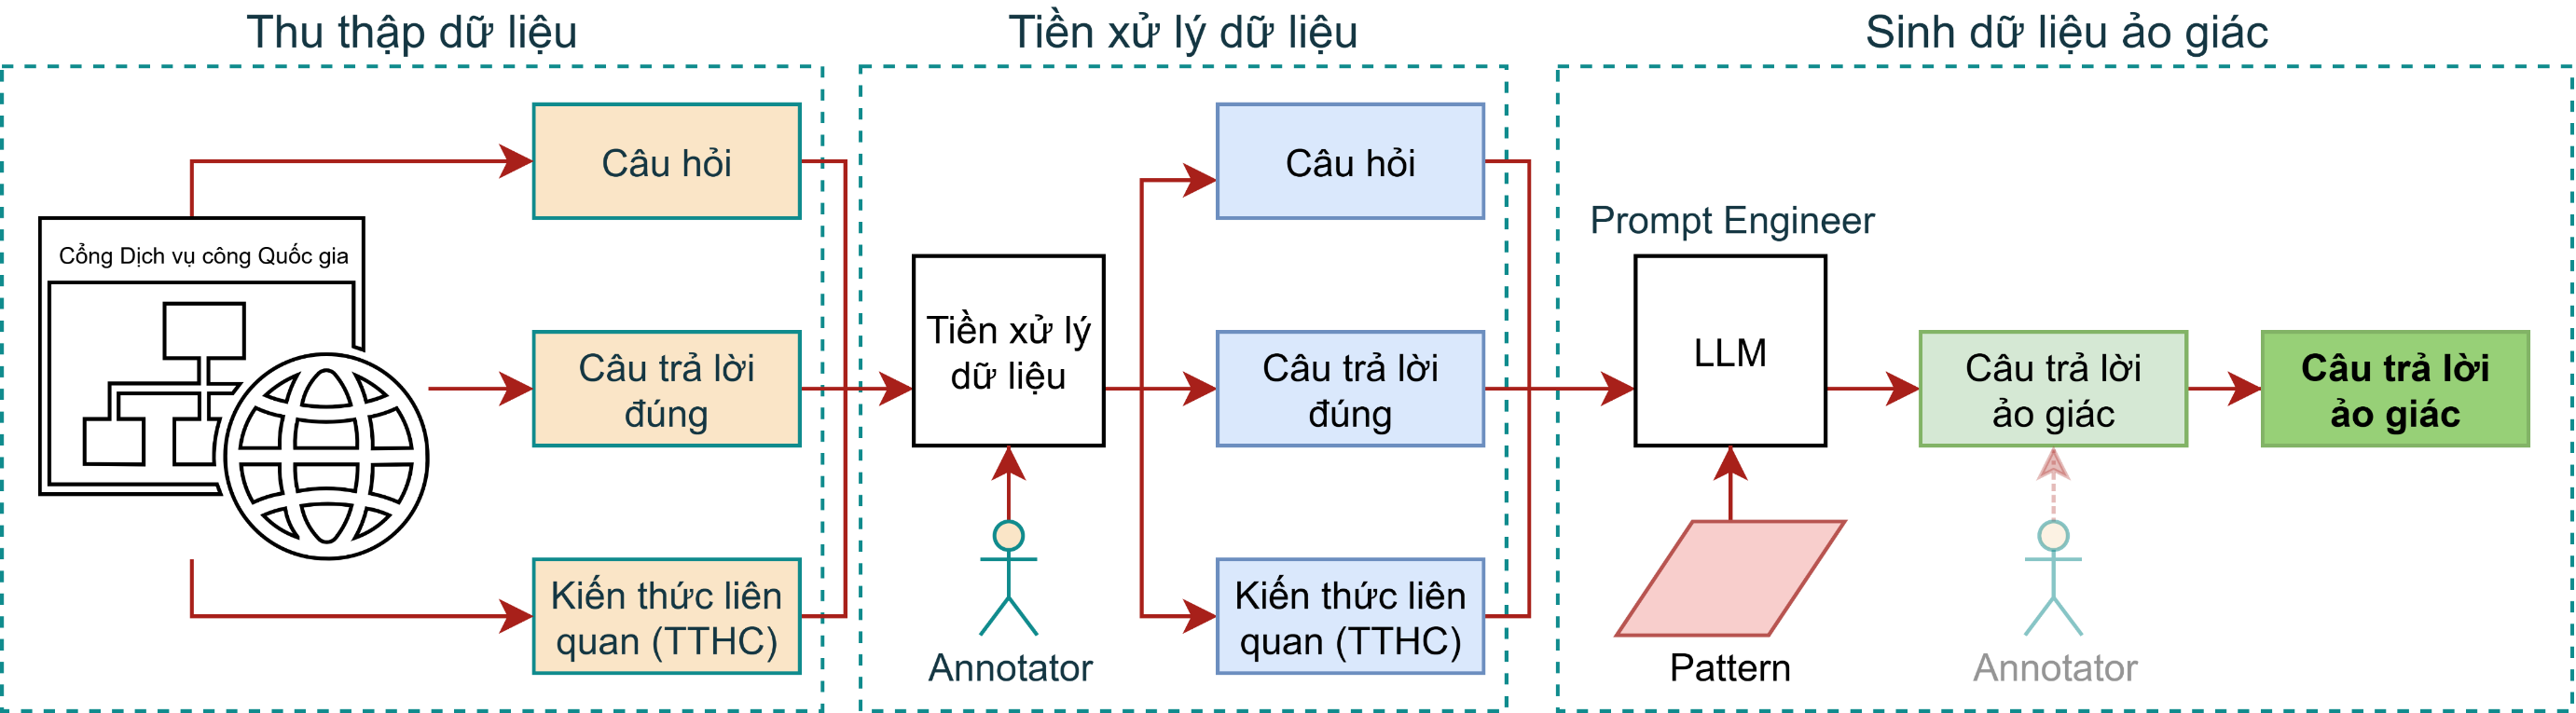 Thu thập dữ liệu
Cổng Dịch vụ công Quốc gia
Câu hỏi
Câu trả lời
đúng
Kiến thức liên
quan (TTHC)
Tiền xử lý dữ liệu
Tiền xử lý
dữ liệu
Annotator
Câu hỏi
Câu trả lời
đúng
Kiến thức liên
quan (TTHC)
Sinh dữ liệu ảo giác
Prompt Engineer
LLM
Pattern
Câu trả lời
ảo giác
Annotator
Câu trả lời
ảo giác